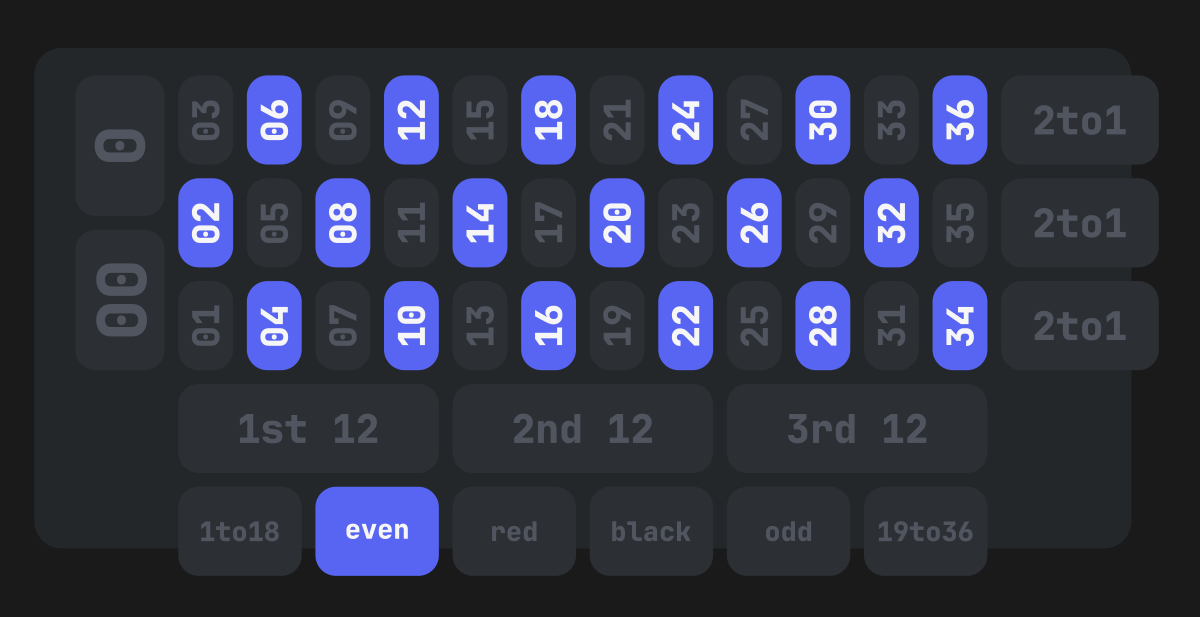 0
03 06 09 12 15 18 21 24 27 30 33 36 2to1
00
02 05 08 11 14 17 20 23 26 29 32 35 2to1
01 04 07 10 13 16 19 22 25 28 31 34 2to1
1st 12 2nd 12 3rd 12
1to18 even red black odd 19to36